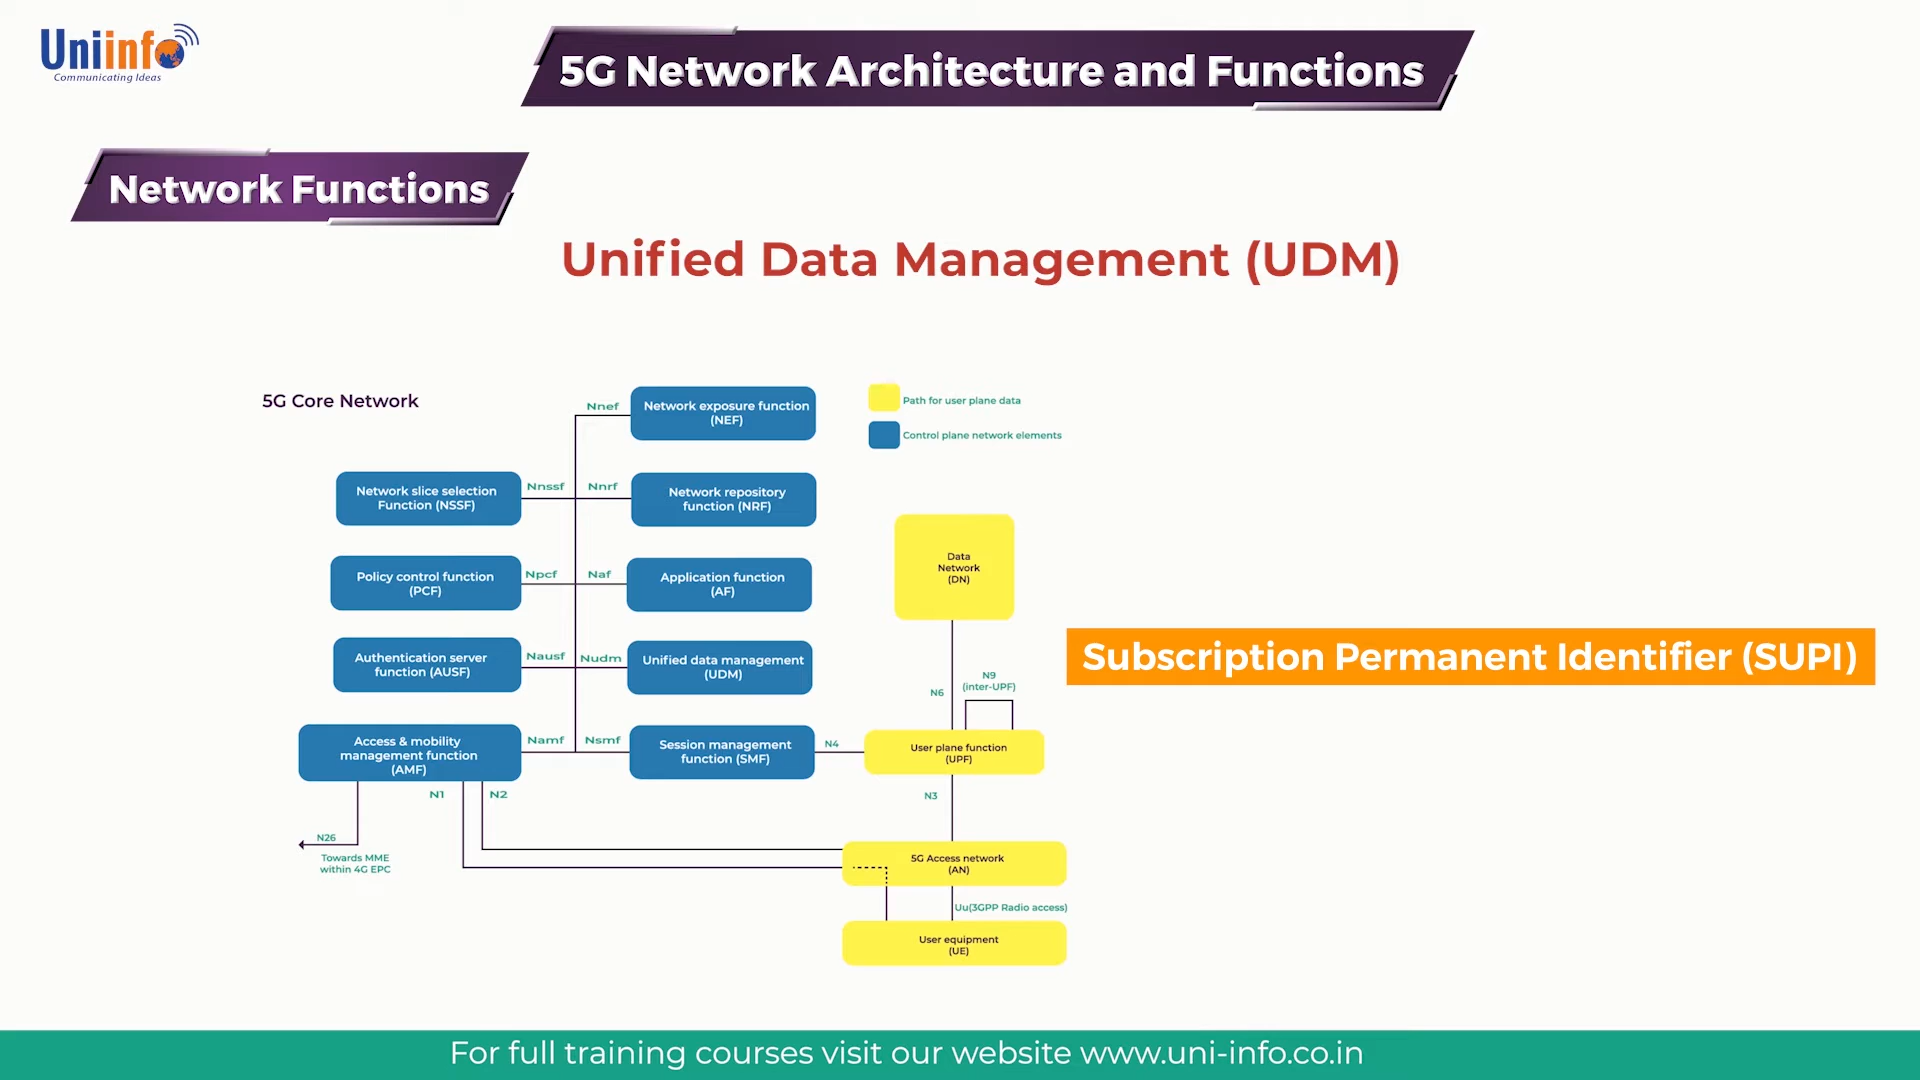 Uniinfo
Communicating Ideas
5G Network Architecture and Functions
Network Functions
Unified Data Management (UDM)
5G Core Network
Nnef
Network exposure function
(NEF)
Path for user plane data
Control plane network elements
Network slice selection
Function (NSSF)
Nnssf
Nnrf
Network repository
function (NRF)
Data
Network
(DN)
Policy control function
(PCF)
Npcf
Naf
Application function
(AF)
Authentication server
function (AUSF)
Nausf
Nudm
Unified data management
(UDM)
N6
N9
(inter-UPF)
Subscription Permanent Identifier (SUPI)
Access & mobility
management function
(AMF)
Namf
Nsmf
Session management
function (SMF)
N4
User plane function
(UPF)
N1
N2
N3
N26
Towards MME
within 4G EPC
5G Access network
(AN)
Uu(3GPP Radio access)
User equipment
(UE)
For full training courses visit our website www.uni-info.co.in